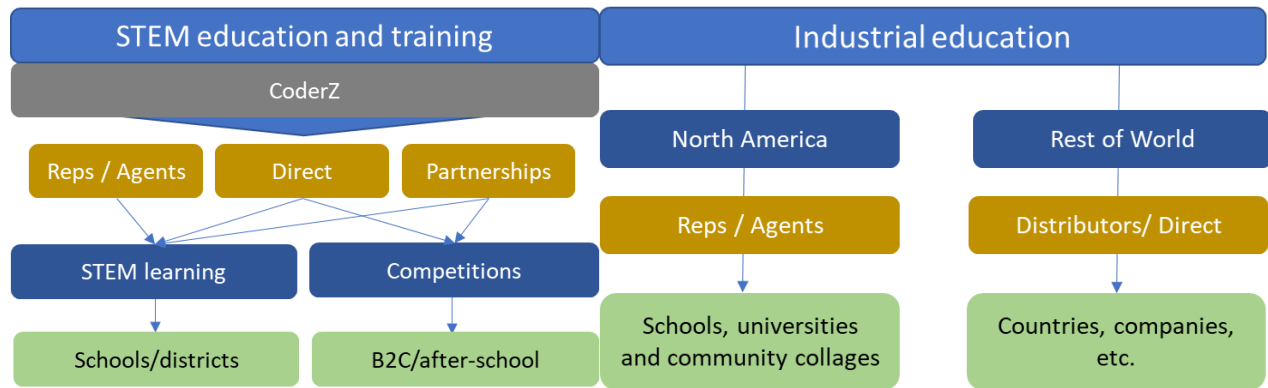 STEM education and training
Industrial education
CoderZ
North America
Rest of World
Reps / Agents
Direct
Partnerships
Reps / Agents
Distributors/ Direct
STEM learning
Competitions
Schools, universities
and community collages
Countries, companies,
etc.
Schools/districts
B2C/after-school